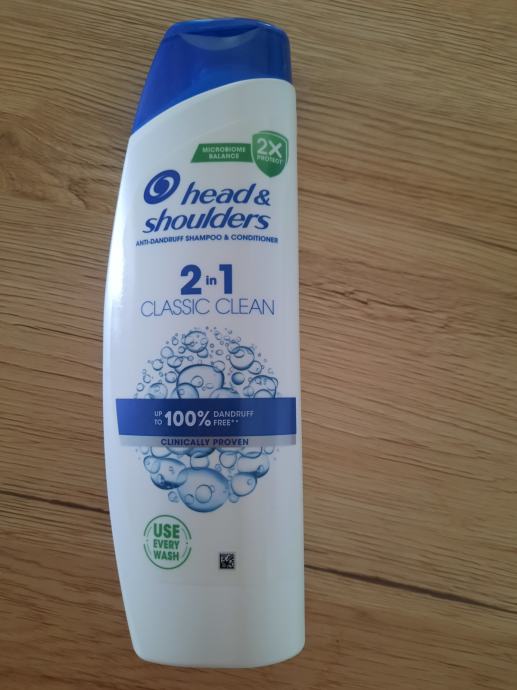 MICROBIOME
BALANCE
2X
PROTECT*
head &
shoulders
ANTI-DANDRUFF SHAMPOO & CONDITIONER
2 in 1
CLASSIC CLEAN
UP TO 100% DANDRUFF FREE**
CLINICALLY PROVEN
USE
EVERY
WASH